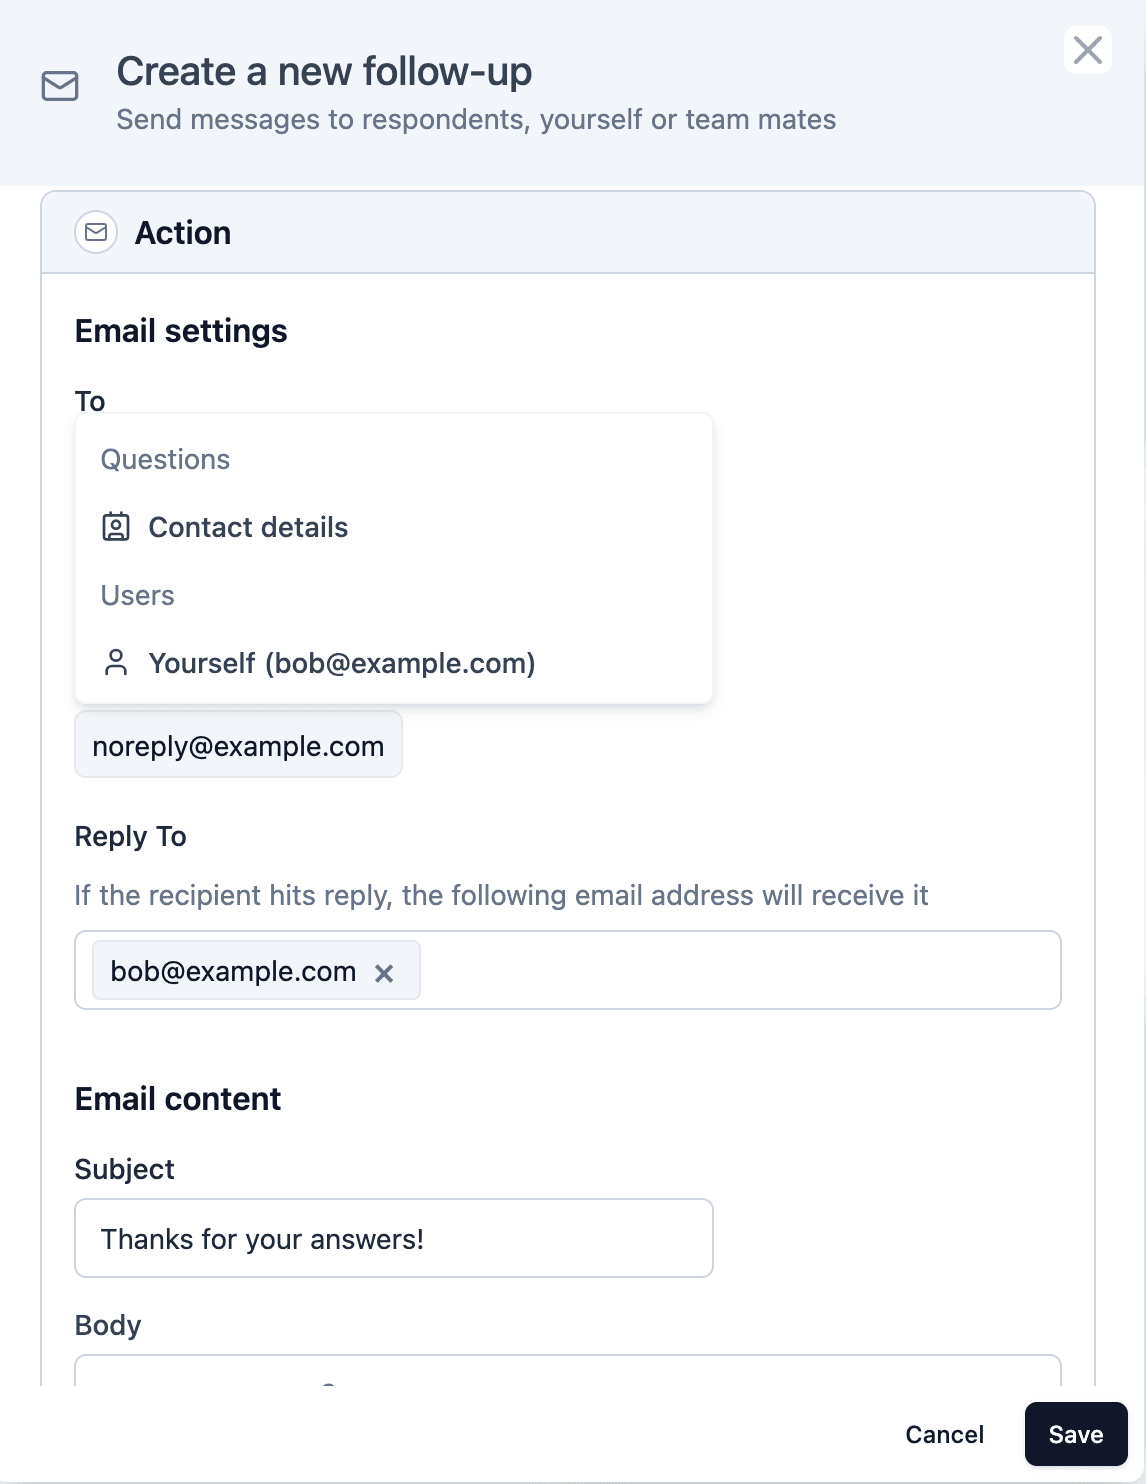 Create a new follow-up
Send messages to respondents, yourself or team mates
Action
Email settings
To
Questions
Contact details
Users
Yourself (bob@example.com)
noreply@example.com
Reply To
If the recipient hits reply, the following email address will receive it
bob@example.com
Email content
Subject
Thanks for your answers!
Body
Cancel
Save